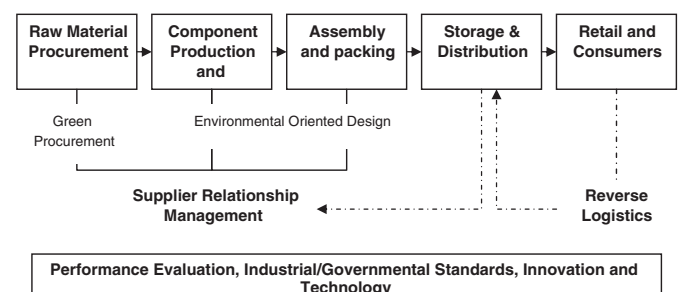 Raw Material
Procurement
Component
Production
and
Assembly
and packing
Storage &
Distribution
Retail and
Consumers
Green
Procurement
Environmental Oriented Design
Supplier Relationship
Management
Reverse
Logistics
Performance Evaluation, Industrial/Governmental Standards, Innovation and
Technology